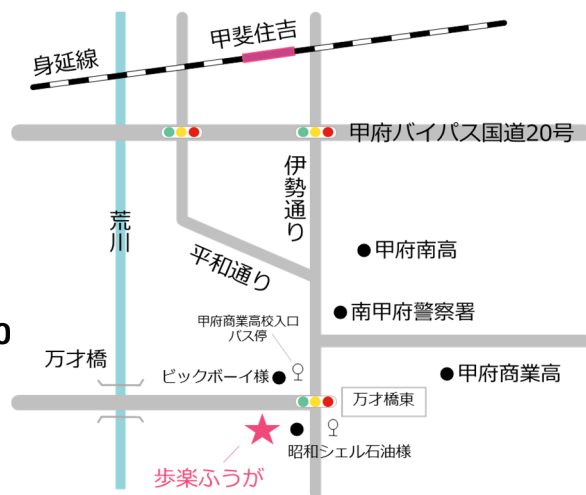 甲斐住吉
身延線
甲府バイパス国道20号
伊勢通り
荒川
甲府南高
平和通り
南甲府警察署
甲府商業高校入口
バス停
0
万才橋
ビックボーイ様
甲府商業高
万才橋東
昭和シェル石油様
歩楽ふうが